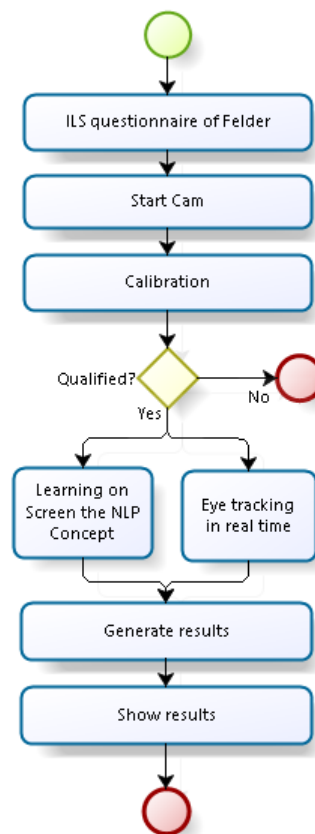 ILS questionnaire of Felder
Start Cam
Calibration
Qualified?
No
Yes
Learning on
Screen the NLP
Concept
Eye tracking
in real time
Generate results
Show results